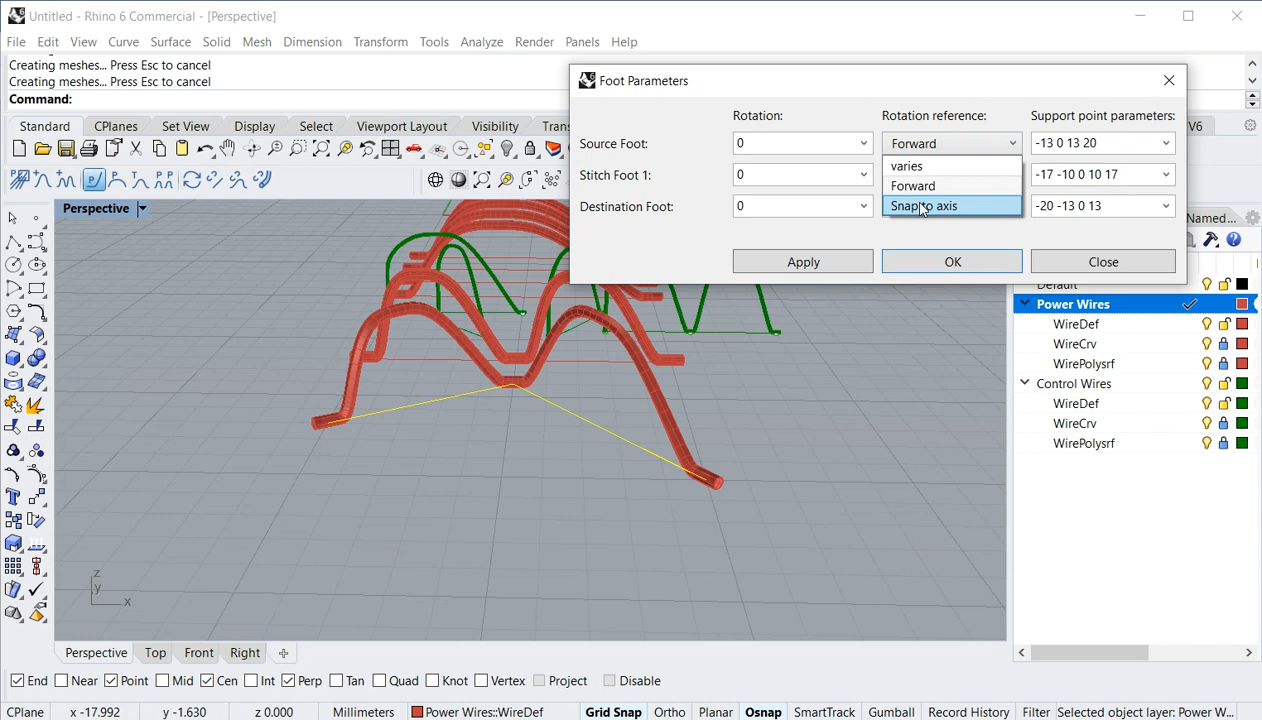 Untitled - Rhino 6 Commercial - [Perspective]
File Edit View Curve Surface Solid Mesh Dimension Transform Tools Analyze Render Panels Help
Creating meshes... Press Esc to cancel
Creating meshes... Press Esc to cancel
Command:
Standard CPlanes Set View Display Select Viewport Layout Visibility Trans V6
Foot Parameters
Rotation: Rotation reference: Support point parameters:
Source Foot: 0 Forward -13 0 13 20
varies
Stitch Foot 1: 0 -17 -10 0 10 17
Forward
Destination Foot: 0 Snap to axis -20 -13 0 13
Apply OK Close
Perspective
Named...
Default
Power Wires
WireDef
WireCrv
WirePolysrf
Control Wires
WireDef
WireCrv
WirePolysrf
z
y
x
Perspective Top Front Right
End Near Point Mid Cen Int Perp Tan Quad Knot Vertex Project Disable
CPlane x -17.992 y -1.630 z 0.000 Millimeters Power Wires::WireDef Grid Snap Ortho Planar Osnap SmartTrack Gumball Record History Filter Selected object layer: Power W...